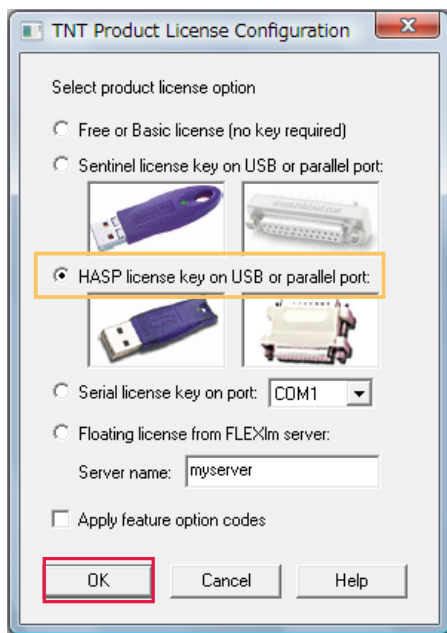 TNT Product License Configuration
Select product license option
Free or Basic license (no key required)
Sentinel license key on USB or parallel port:
HASP license key on USB or parallel port:
Serial license key on port: COM1
Floating license from FLEXlm server:
Server name: myserver
Apply feature option codes
OK Cancel Help